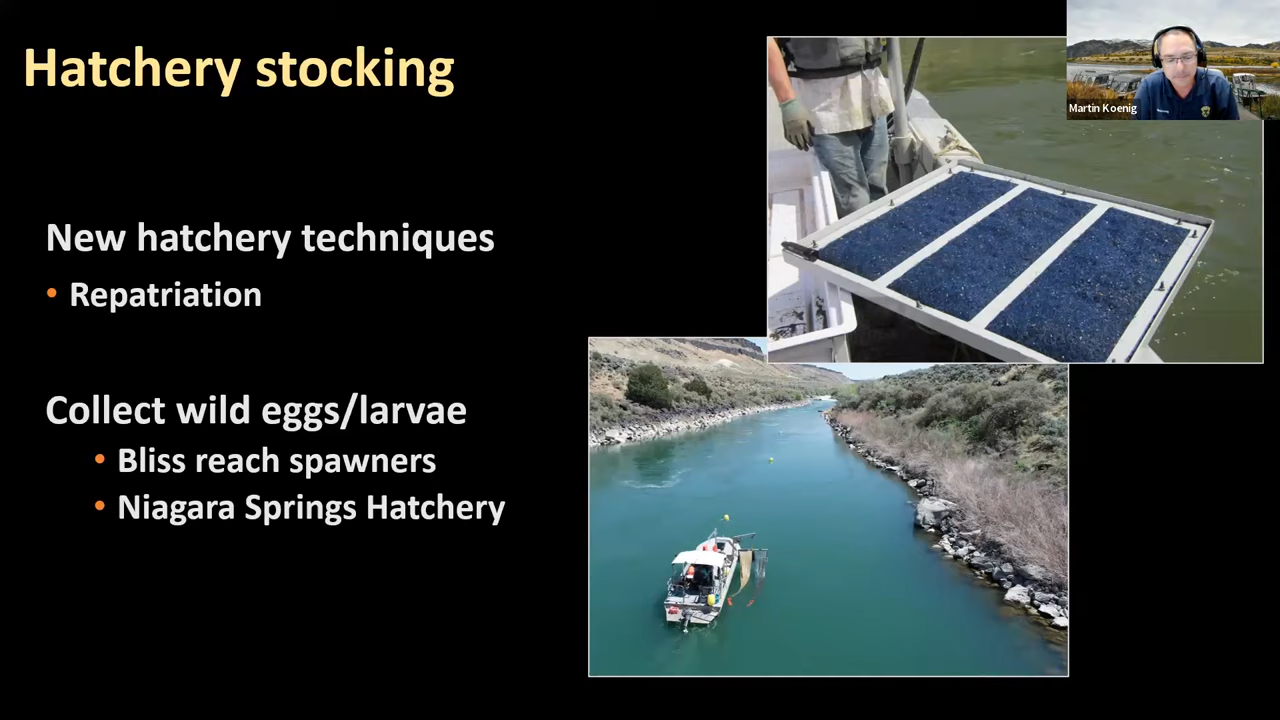 Hatchery stocking
Martin Koenig
New hatchery techniques
• Repatriation
Collect wild eggs/larvae
• Bliss reach spawners
• Niagara Springs Hatchery